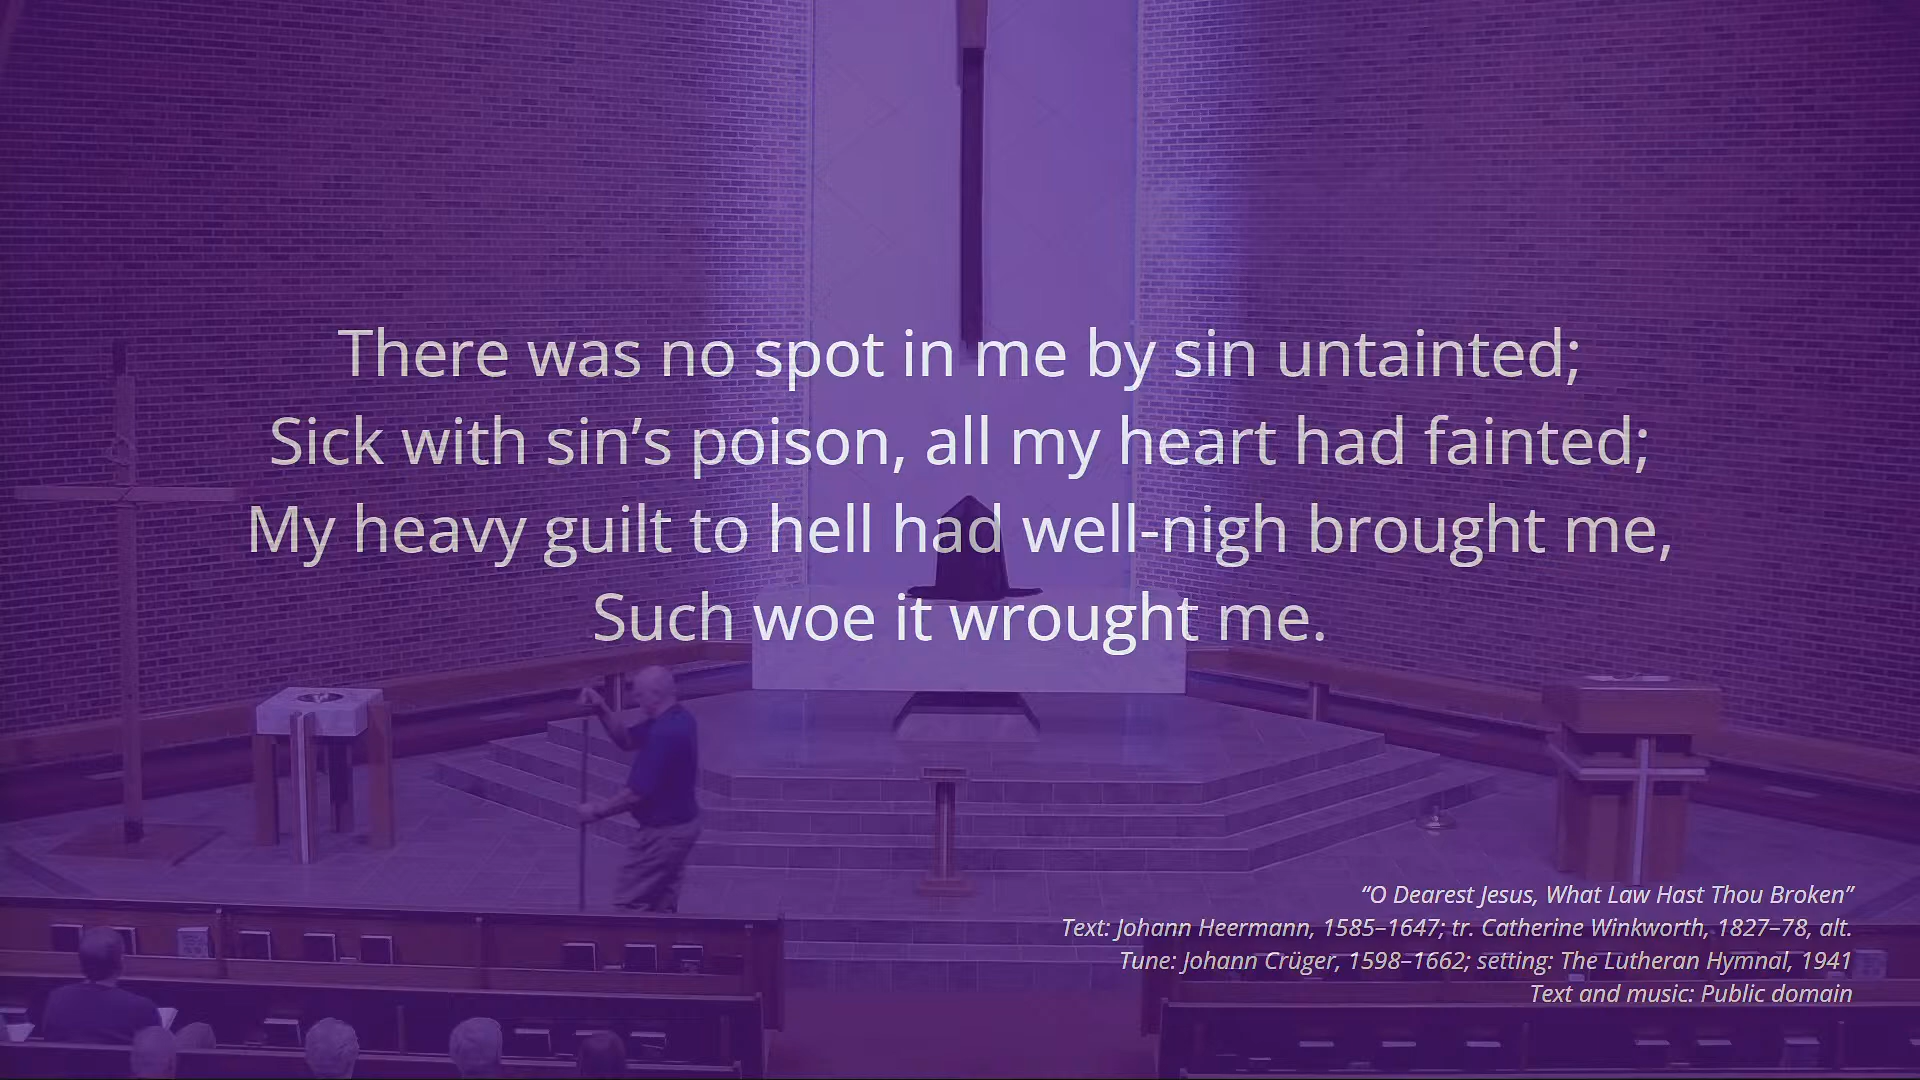 There was no spot in me by sin untainted;
Sick with sin’s poison, all my heart had fainted;
My heavy guilt to hell had well-nigh brought me,
Such woe it wrought me.
“O Dearest Jesus, What Law Hast Thou Broken”
Text: Johann Heermann, 1585–1647; tr. Catherine Winkworth, 1827–78, alt.
Tune: Johann Crüger, 1598–1662; setting: The Lutheran Hymnal, 1941
Text and music: Public domain